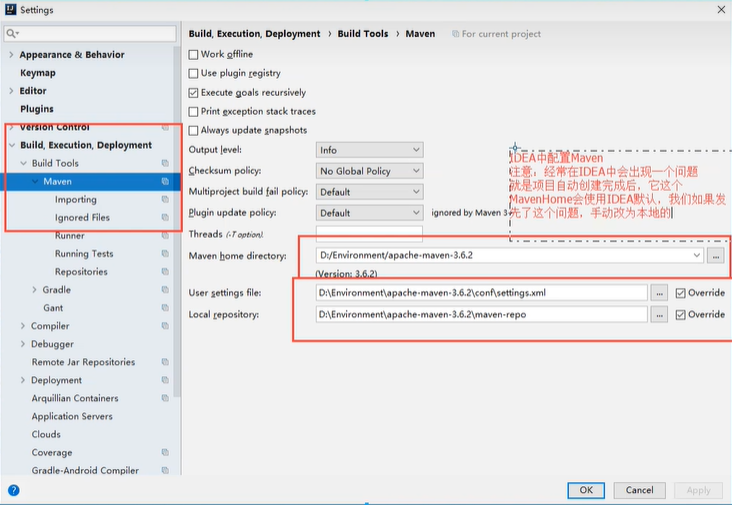 Settings
Appearance & Behavior
Keymap
Editor
Plugins
Version Control
Build, Execution, Deployment
Build Tools
Maven
Importing
Ignored Files
Runner
Running Tests
Repositories
Gradle
Gant
Compiler
Debugger
Remote Jar Repositories
Deployment
Arquillian Containers
Application Servers
Clouds
Coverage
Gradle-Android Compiler
Build, Execution, Deployment › Build Tools › Maven For current project
Work offline
Use plugin registry
Execute goals recursively
Print exception stack traces
Always update snapshots
Output level: Info
Checksum policy: No Global Policy
Multiproject build fail policy: Default
Plugin update policy: Default ignored by Maven 3
Threads (-T option):
IDEA中配置Maven
注意，经常在IDEA中会出现一个问题
就是项目自动创建完成后，它这个
MavenHome会使用IDEA默认，我们如果发
先了这个问题，手动改为本地的
Maven home directory: D:/Environment/apache-maven-3.6.2 ...
(Version: 3.6.2)
User settings file: D:\Environment\apache-maven-3.6.2\conf\settings.xml ... Override
Local repository: D:\Environment\apache-maven-3.6.2\maven-repo ... Override
? OK Cancel Apply